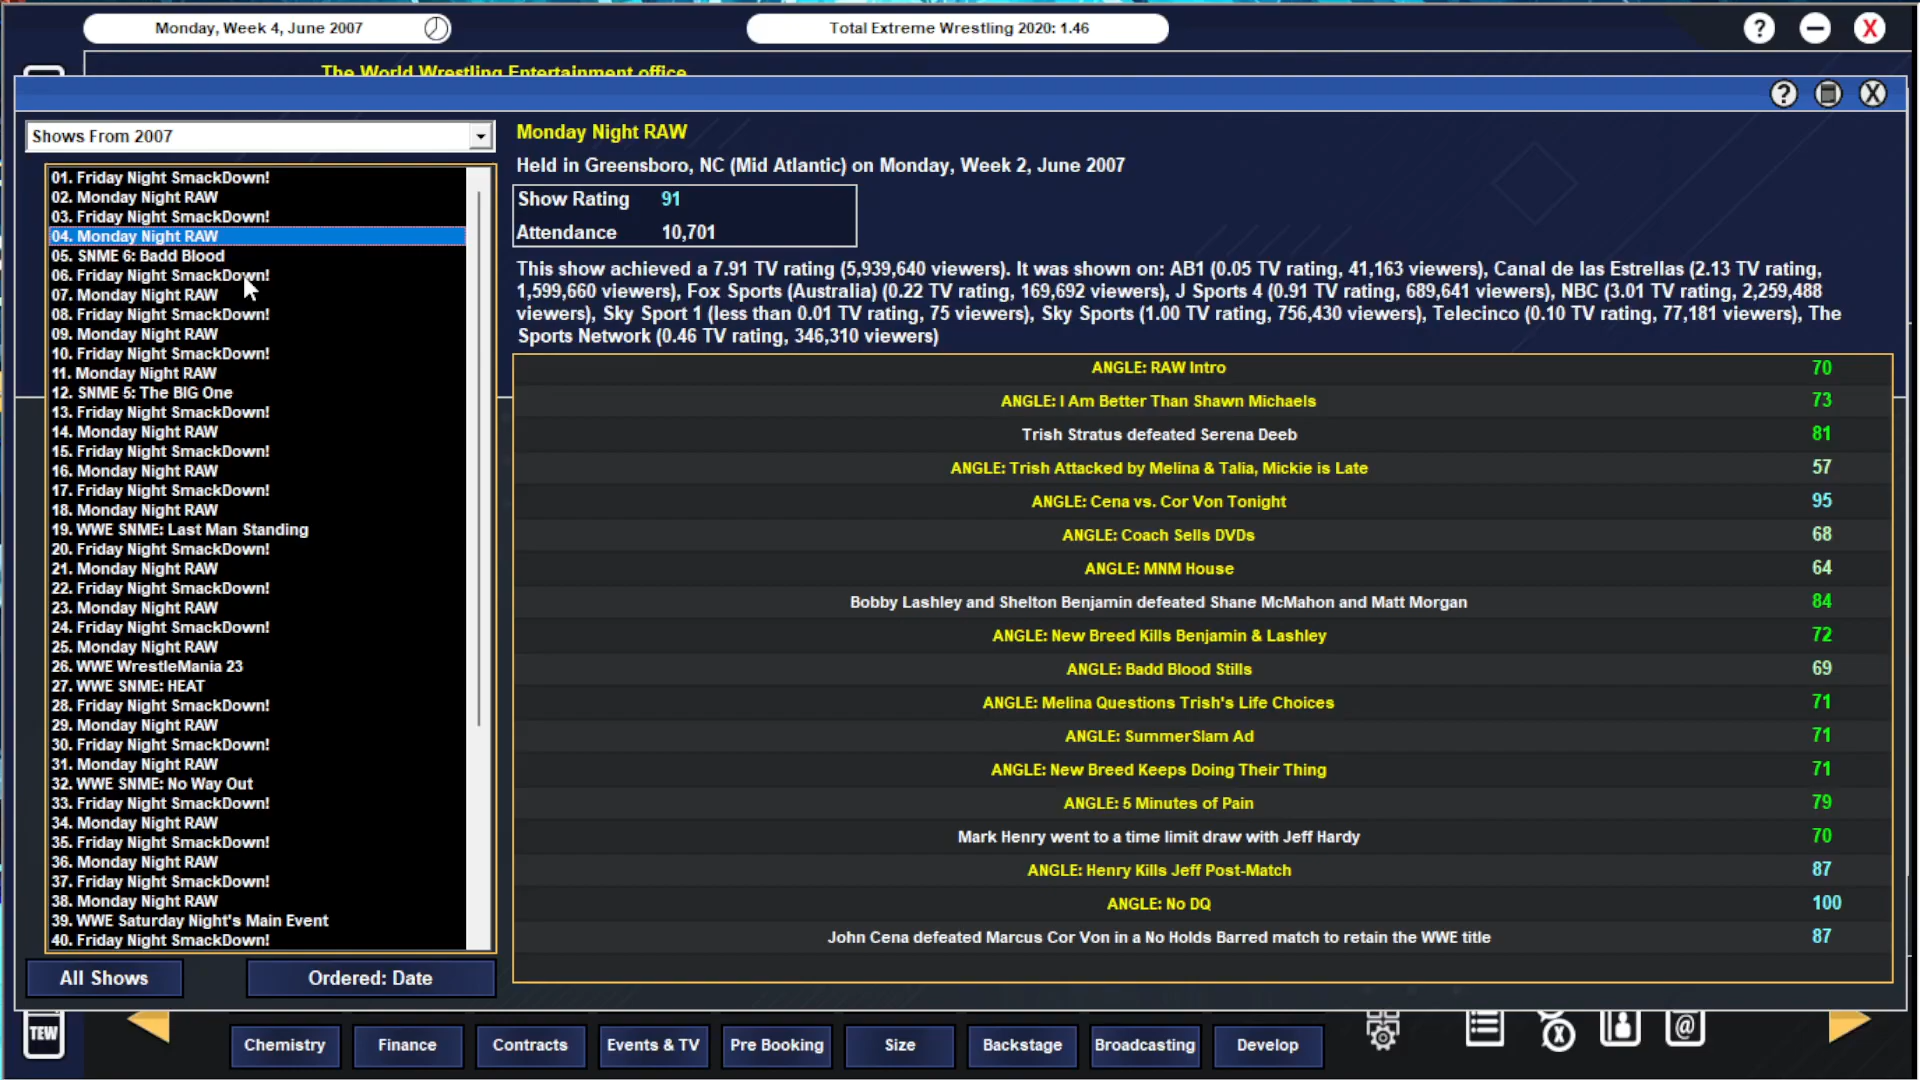 Monday, Week 4, June 2007
Total Extreme Wrestling 2020: 1.46
The World Wrestling Entertainment office
Shows From 2007
01. Friday Night SmackDown!
02. Monday Night RAW
03. Friday Night SmackDown!
04. Monday Night RAW
05. SNME 6: Badd Blood
06. Friday Night SmackDown!
07. Monday Night RAW
08. Friday Night SmackDown!
09. Monday Night RAW
10. Friday Night SmackDown!
11. Monday Night RAW
12. SNME 5: The BIG One
13. Friday Night SmackDown!
14. Monday Night RAW
15. Friday Night SmackDown!
16. Monday Night RAW
17. Friday Night SmackDown!
18. Monday Night RAW
19. WWE SNME: Last Man Standing
20. Friday Night SmackDown!
21. Monday Night RAW
22. Friday Night SmackDown!
23. Monday Night RAW
24. Friday Night SmackDown!
25. Monday Night RAW
26. WWE WrestleMania 23
27. WWE SNME: HEAT
28. Friday Night SmackDown!
29. Monday Night RAW
30. Friday Night SmackDown!
31. Monday Night RAW
32. WWE SNME: No Way Out
33. Friday Night SmackDown!
34. Monday Night RAW
35. Friday Night SmackDown!
36. Monday Night RAW
37. Friday Night SmackDown!
38. Monday Night RAW
39. WWE Saturday Night's Main Event
40. Friday Night SmackDown!
All Shows
Ordered: Date
Monday Night RAW
Held in Greensboro, NC (Mid Atlantic) on Monday, Week 2, June 2007
Show Rating 91
Attendance 10,701
This show achieved a 7.91 TV rating (5,939,640 viewers). It was shown on: AB1 (0.05 TV rating, 41,163 viewers), Canal de las Estrellas (2.13 TV rating,
1,599,660 viewers), Fox Sports (Australia) (0.22 TV rating, 169,692 viewers), J Sports 4 (0.91 TV rating, 689,641 viewers), NBC (3.01 TV rating, 2,259,488
viewers), Sky Sport 1 (less than 0.01 TV rating, 75 viewers), Sky Sports (1.00 TV rating, 756,430 viewers), Telecinco (0.10 TV rating, 77,181 viewers), The
Sports Network (0.46 TV rating, 346,310 viewers)
ANGLE: RAW Intro 70
ANGLE: I Am Better Than Shawn Michaels 73
Trish Stratus defeated Serena Deeb 81
ANGLE: Trish Attacked by Melina & Talia, Mickie is Late 57
ANGLE: Cena vs. Cor Von Tonight 95
ANGLE: Coach Sells DVDs 68
ANGLE: MNM House 64
Bobby Lashley and Shelton Benjamin defeated Shane McMahon and Matt Morgan 84
ANGLE: New Breed Kills Benjamin & Lashley 72
ANGLE: Badd Blood Stills 69
ANGLE: Melina Questions Trish's Life Choices 71
ANGLE: SummerSlam Ad 71
ANGLE: New Breed Keeps Doing Their Thing 71
ANGLE: 5 Minutes of Pain 79
Mark Henry went to a time limit draw with Jeff Hardy 70
ANGLE: Henry Kills Jeff Post-Match 87
ANGLE: No DQ 100
John Cena defeated Marcus Cor Von in a No Holds Barred match to retain the WWE title 87
TEW
Chemistry
Finance
Contracts
Events & TV
Pre Booking
Size
Backstage
Broadcasting
Develop